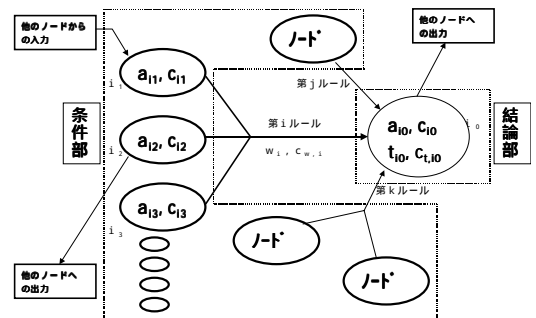 他のノードから
の入力
他のノードへ
の出力
ノード
a_i1, c_i1
i_1
第jルール
条件部
結論部
第iルール
a_i0, c_i0
i_0
t_i0, c_t,i0
a_i2, c_i2
i_2
w_i , c_w,i
第kルール
a_i3, c_i3
i_3
ノード
ノード
他のノードへ
の出力